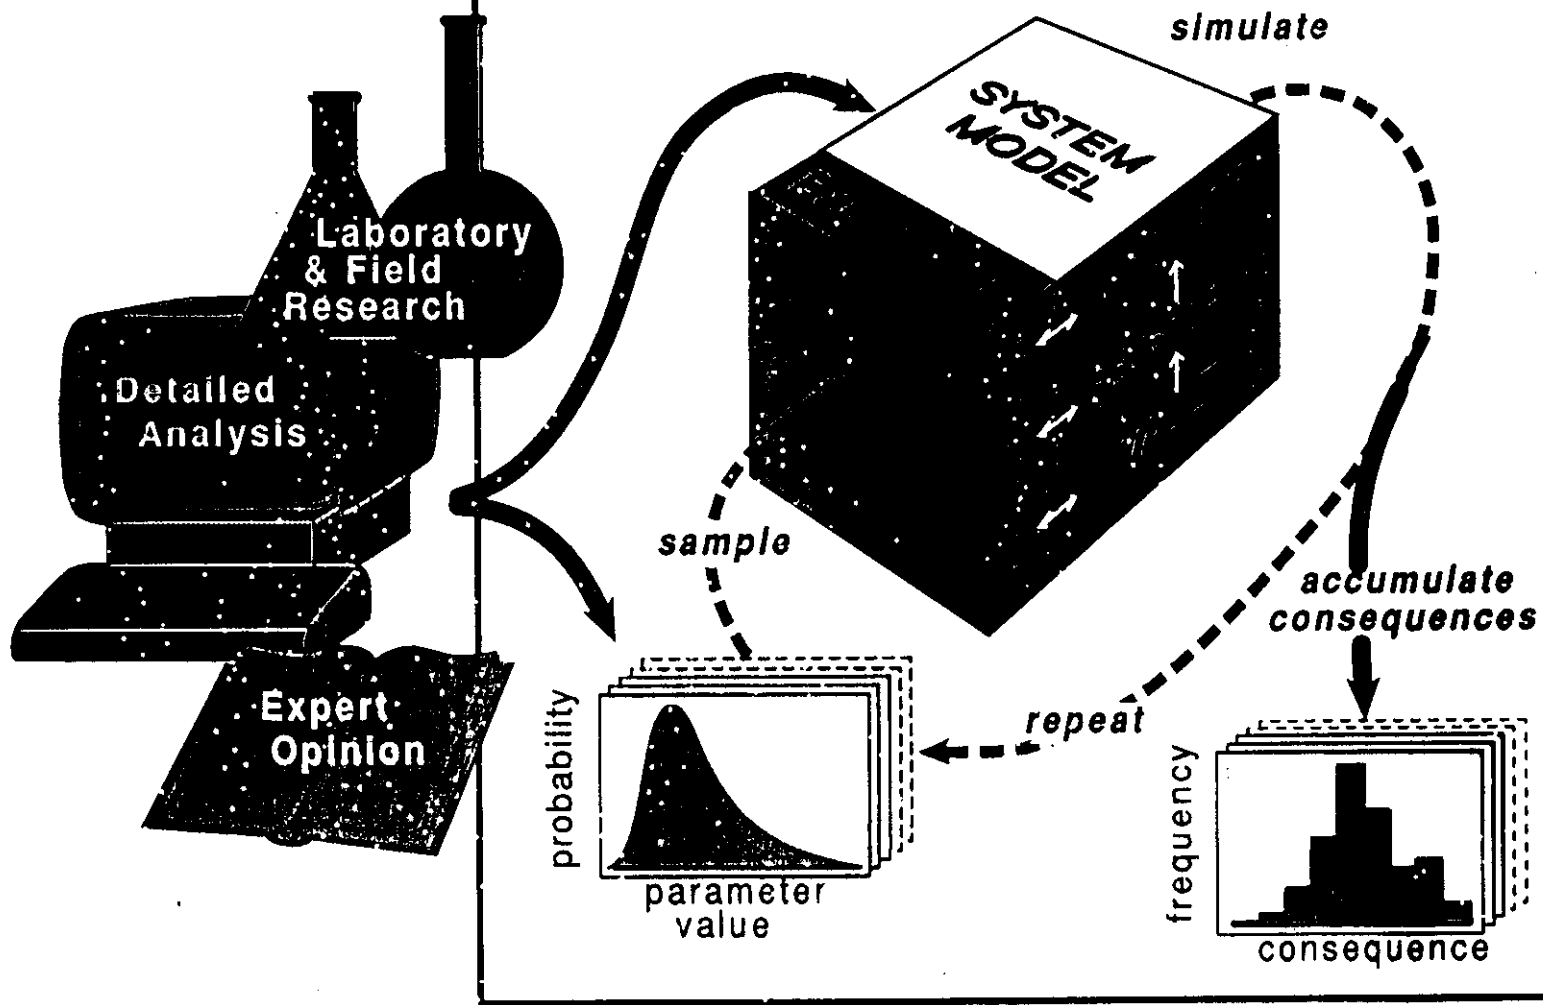 Laboratory
& Field
Research
Detailed
Analysis
Expert
Opinion
simulate
SYSTEM
MODEL
sample
accumulate
consequences
repeat
probability
parameter
value
frequency
consequence